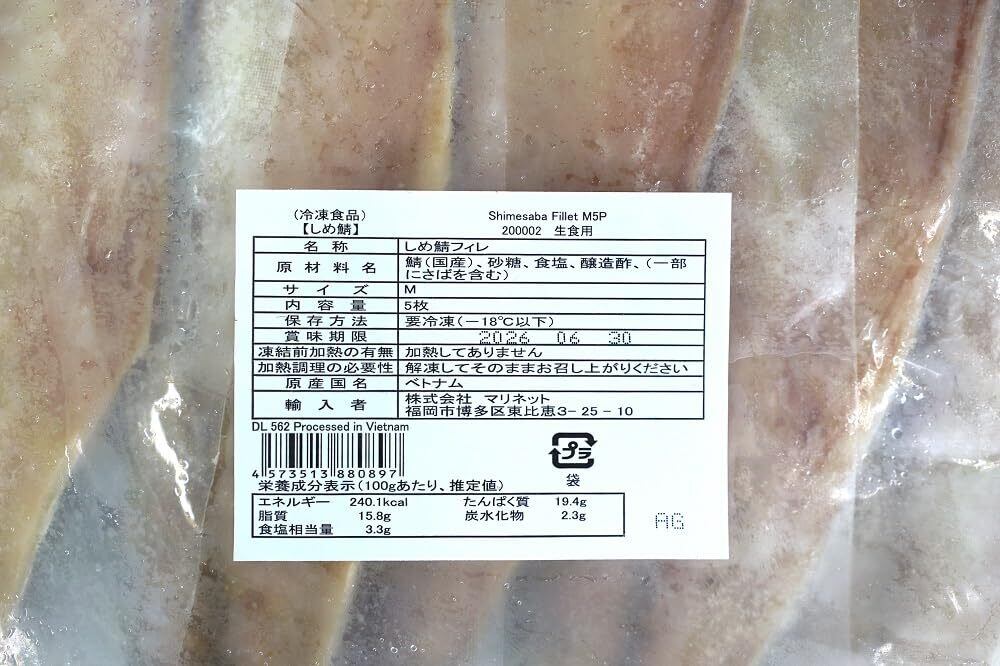 (冷凍食品)
【しめ鯖】
Shimesaba Fillet M5P
200002 生食用
名称 しめ鯖フィレ
原材料名 鯖(国産)、砂糖、食塩、醸造酢、(一部
にさばを含む)
サイズ M
内容量 5枚
保存方法 要冷凍(-18℃以下)
賞味期限 2026 06 30
凍結前加熱の有無 加熱してありません
加熱調理の必要性 解凍してそのままお召し上がりください
原産国名 ベトナム
輸入者 株式会社 マリネット
福岡市博多区東比恵3-25-10
DL 562 Processed in Vietnam
4573513880897
プラ
袋
栄養成分表示(100gあたり、推定値)
エネルギー 240.1kcal たんぱく質 19.4g
脂質 15.8g 炭水化物 2.3g
食塩相当量 3.3g
AG